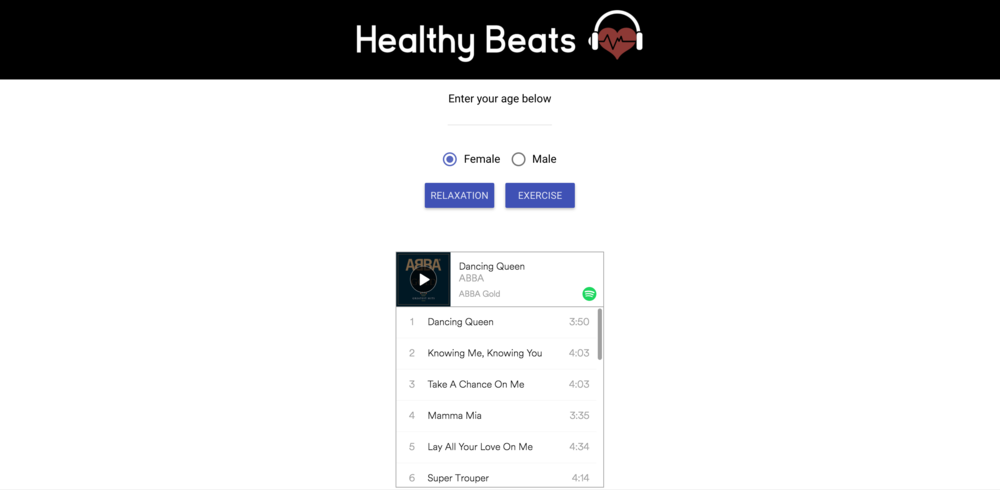 Healthy Beats
Enter your age below
Female Male
RELAXATION EXERCISE
ABBA
Dancing Queen
ABBA
ABBA Gold
1 Dancing Queen 3:50
2 Knowing Me, Knowing You 4:03
3 Take A Chance On Me 4:03
4 Mamma Mia 3:35
5 Lay All Your Love On Me 4:34
6 Super Trouper 4:14